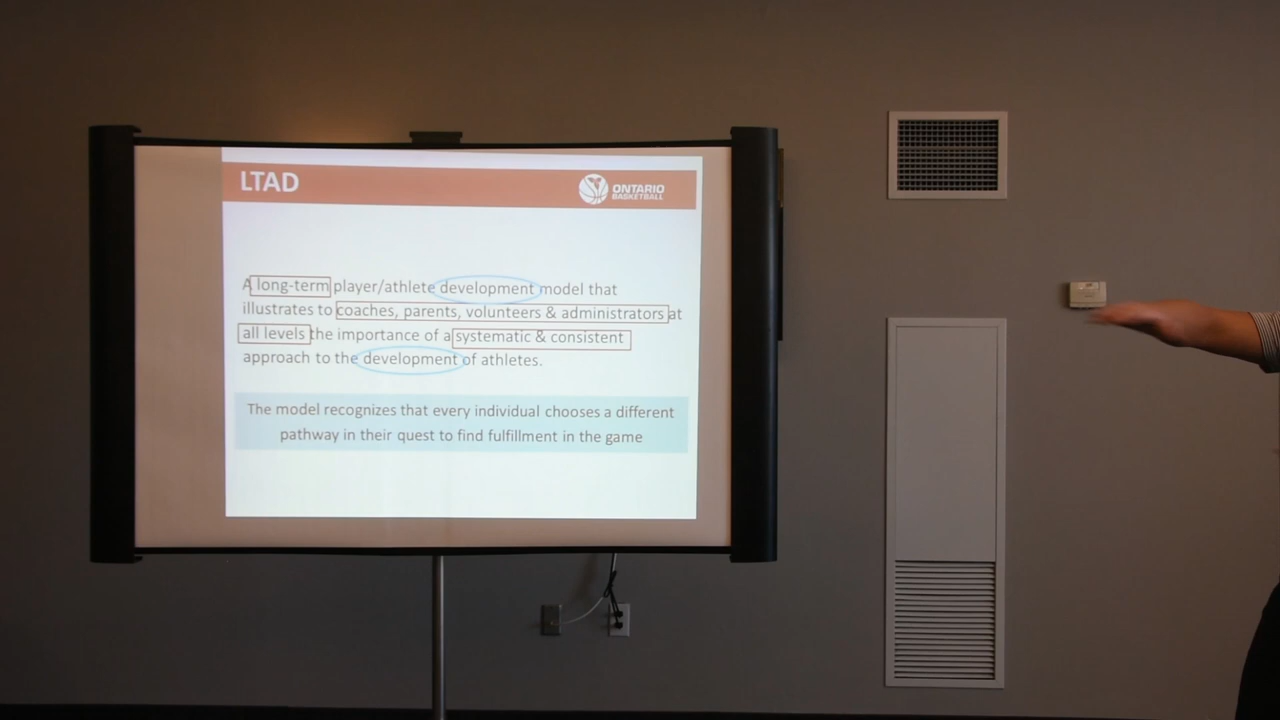 LTAD
ONTARIO
BASKETBALL
A long-term player/athlete development model that
illustrates to coaches, parents, volunteers & administrators at
all levels the importance of a systematic & consistent
approach to the development of athletes.
The model recognizes that every individual chooses a different
pathway in their quest to find fulfillment in the game